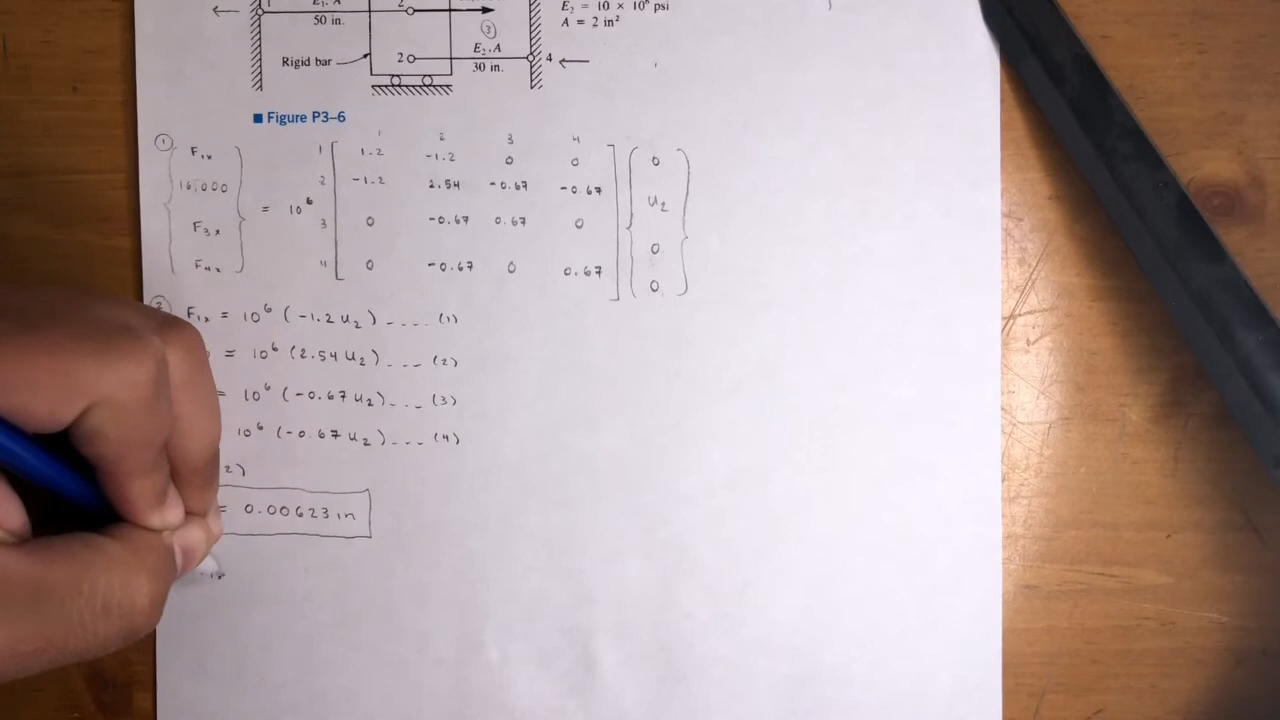 1 E₁, A 2 E₂ = 10 × 10⁶ psi
50 in. A = 2 in²
3
E₂, A
Rigid bar 2 4
30 in.
Figure P3–6
1 2 3 4
1 F₁ₓ 1 1.2 -1.2 0 0 0
16,000 = 10⁶ 2 -1.2 2.54 -0.67 -0.67 u₂
F₃ₓ 3 0 -0.67 0.67 0 0
F₄ₓ 4 0 -0.67 0 0.67 0
2 F₁ₓ = 10⁶ (-1.2 u₂) .... (1)
= 10⁶ (2.54 u₂) ... (2)
= 10⁶ (-0.67 u₂) ... (3)
10⁶ (-0.67 u₂) ... (4)
2)
= 0.00623 in